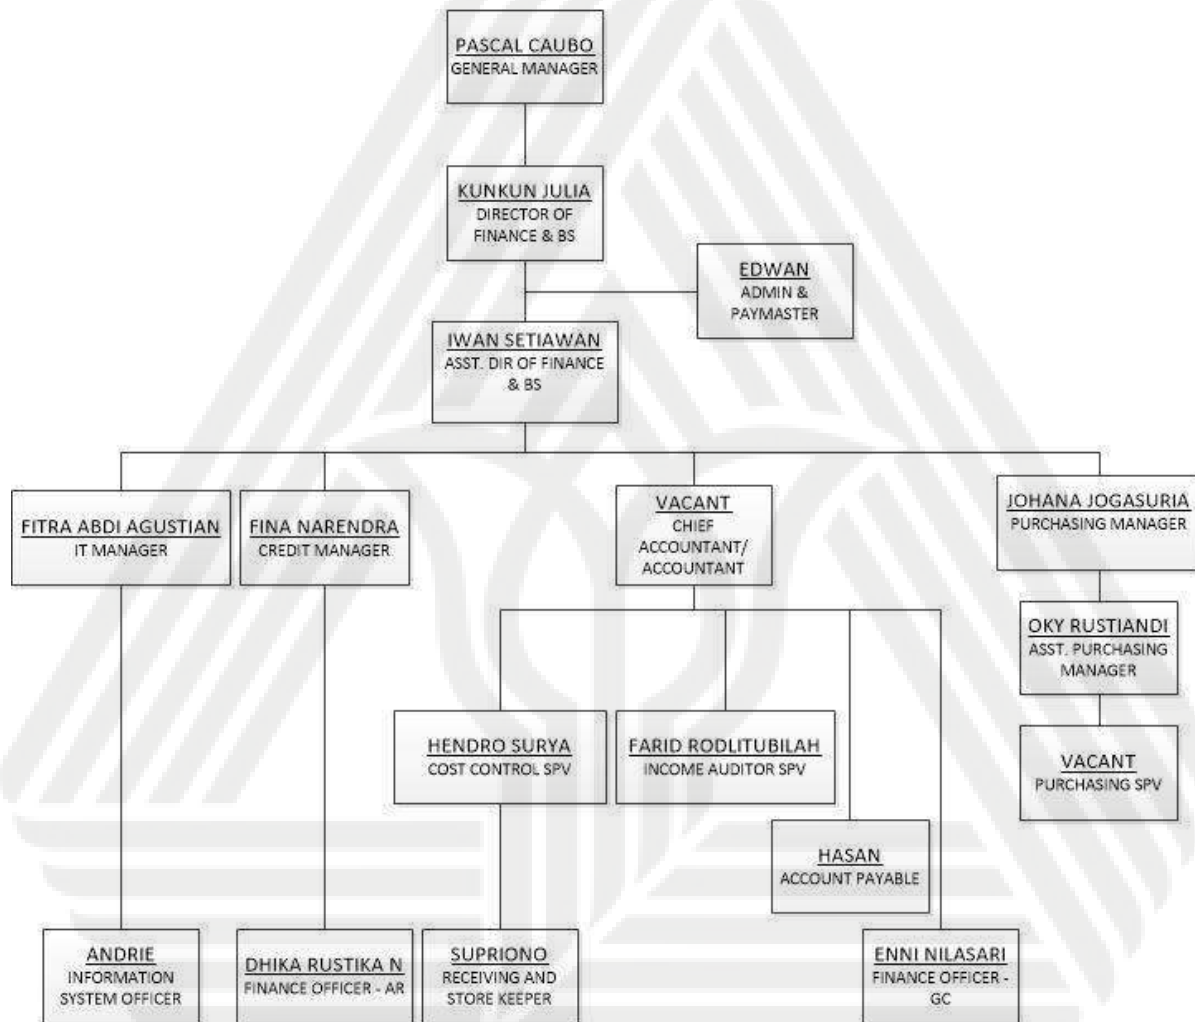 PASCAL CAUBO
GENERAL MANAGER
KUNKUN JULIA
DIRECTOR OF
FINANCE & BS
EDWAN
ADMIN &
PAYMASTER
IWAN SETIAWAN
ASST. DIR OF FINANCE
& BS
FITRA ABDI AGUSTIAN
IT MANAGER
FINA NARENDRA
CREDIT MANAGER
VACANT
CHIEF
ACCOUNTANT/
ACCOUNTANT
JOHANA JOGASURIA
PURCHASING MANAGER
OKY RUSTIANDI
ASST. PURCHASING
MANAGER
HENDRO SURYA
COST CONTROL SPV
FARID RODLITUBILAH
INCOME AUDITOR SPV
VACANT
PURCHASING SPV
HASAN
ACCOUNT PAYABLE
ANDRIE
INFORMATION
SYSTEM OFFICER
DHIKA RUSTIKA N
FINANCE OFFICER - AR
SUPRIONO
RECEIVING AND
STORE KEEPER
ENNI NILASARI
FINANCE OFFICER -
GC